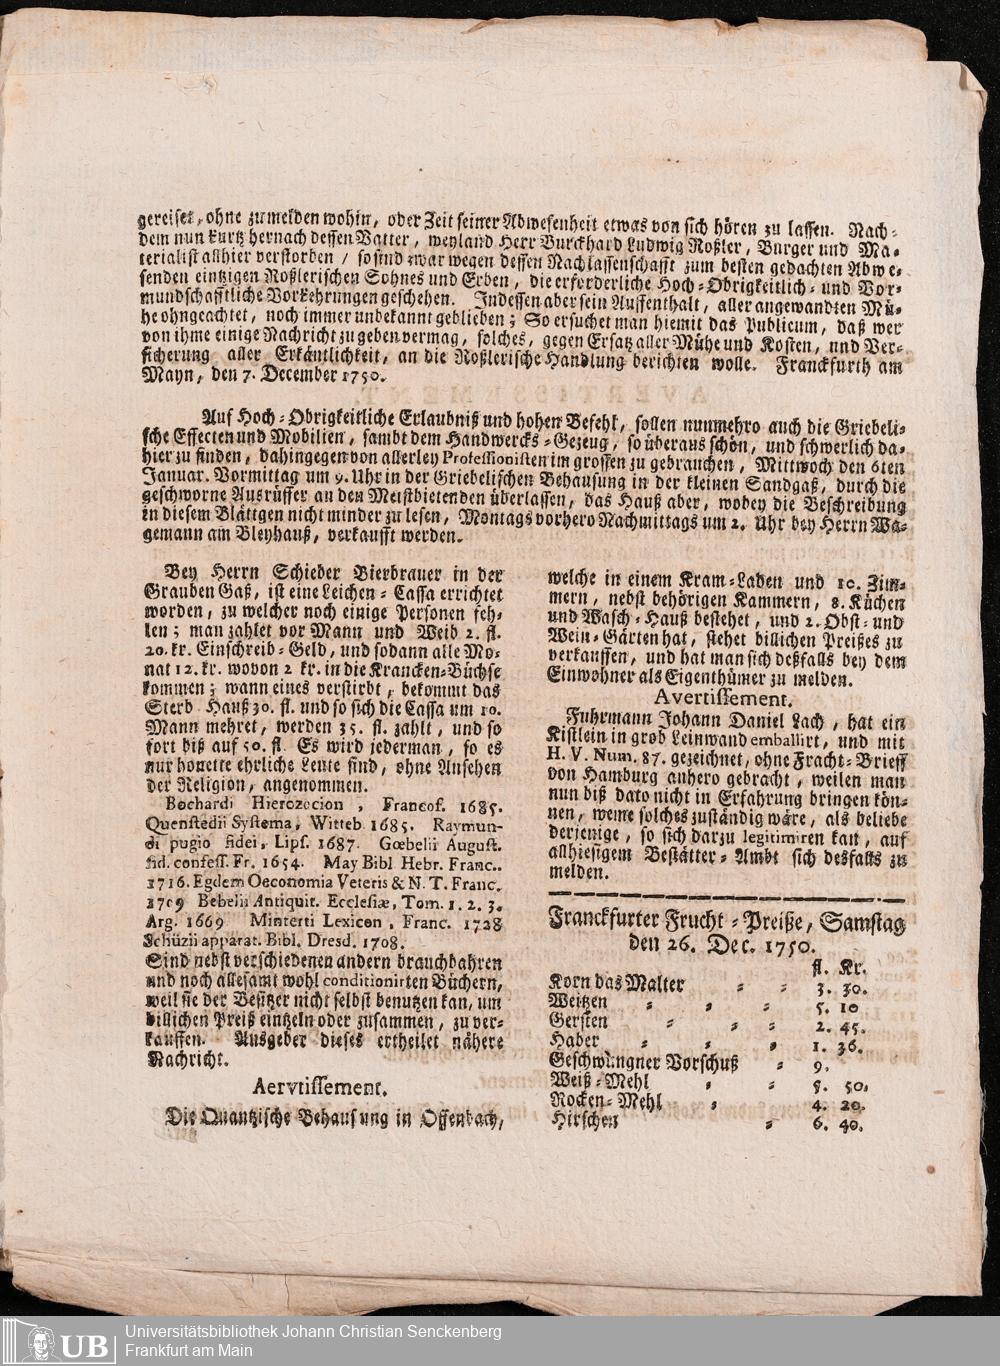 gereiset, ohne zumelden wohin, oder Zeit seiner Abwesenheit etwas von sich hören zu lassen. Nach-
dem nun kurtz hernach dessen Vatter, weyland Herr Burckhard Ludwig Roßler, Burger und Ma-
terialist allhier verstorben / so sind zwar wegen dessen Nachlassenschafft zum besten gedachten Abwe-
senden eintzigen Roßlerischen Sohnes und Erben, die erforderliche Hoch-Obrigkeitlich- und Vor-
mundschafftliche Vorkehrungen geschehen. Indessen aber sein Auffenthalt, aller angewandten Mü-
he ohngeachtet, noch immer unbekannt geblieben; So ersuchet man hiemit das Publicum, daß wer
von ihme einige Nachricht zu geben vermag, solches, gegen Ersatz aller Mühe und Kosten, und Ver-
sicherung aller Erkäntlichkeit, an die Roßlerische Handlung berichten wolle. Franckfurth am
Mayn, den 7. December 1750.
Auf Hoch-Obrigkeitliche Erlaubniß und hohen Befehl, sollen nunmehro auch die Griebeli-
sche Effecten und Mobilien, sambt dem Handwercks-Gezeug, so überaus schön, und schwerlich da-
hier zu finden, dahingegen von allerley Professionisten im grossen zu gebrauchen, Mittwoch den 6ten
Januar. Vormittag um 9. Uhr in der Griebelischen Behausung in der kleinen Sandgaß, durch die
geschworne Ausrüffer an den Meistbietenden überlassen, das Hauß aber, wobey die Beschreibung
in diesem Blättgen nicht minder zu lesen, Montags vorhero Nachmittags um 2. Uhr bey Herrn Wa-
gemann am Bleyhauß, verkaufft werden.
Bey Herrn Schieber Bierbrauer in der
Grauben Gaß, ist eine Leichen-Cassa errichtet
worden, zu welcher noch einige Personen feh-
len; man zahlet vor Mann und Weib 2. fl.
20. kr. Einschreib-Geld, und sodann alle Mo-
nat 12. kr. wovon 2 kr. in die Krancken-Büchse
kommen; wann eines verstirbt, bekommt das
Sterb Hauß 30. fl. und so sich die Cassa um 10.
Mann mehret, werden 35. fl. zahlt, und so
fort biß auf 50. fl. Es wird jederman, so es
nur honette ehrliche Leute sind, ohne Ansehen
der Religion, angenommen.
Bochardi Hierozocion, Francof. 1685.
Quenstedii Systema, Witteb 1685. Raymun-
di pugio fidei, Lips. 1687. Gœbelii August.
fid. confess. Fr. 1654. May Bibl Hebr. Franc..
1716. Egdem Oeconomia Veteris & N. T. Franc.
1709 Bebelii Antiquit. Ecclesiæ, Tom. 1. 2. 3.
Arg. 1669 Minterti Lexicon, Franc. 1728
Schüzii apparat. Bibl. Dresd. 1708.
Sind nebst verschiedenen andern brauchbahren
und noch allesamt wohl conditionirten Büchern,
weil sie der Besitzer nicht selbst benutzen kan, um
billichen Preiß eintzeln oder zusammen, zu ver-
kauffen. Ausgeber dieses ertheilet nähere
Nachricht.
Aervtissement.
Die Quantzische Behausung in Offenbach,
welche in einem Kram-Laden und 10. Zim-
mern, nebst behörigen Kammern, 8. Küchen
und Wasch-Hauß bestehet, und 2. Obst- und
Wein-Gärten hat, stehet billichen Preißes zu
verkauffen, und hat man sich deßfalls bey dem
Einwohner als Eigenthümer zu melden.
Avertissement.
Fuhrmann Johann Daniel Lach, hat ein
Kistlein in grob Leinwand emballirt, und mit
H. V. Num. 87. gezeichnet, ohne Fracht-Brieff
von Hamburg anhero gebracht, weilen man
nun biß dato nicht in Erfahrung bringen kön-
nen, weme solches zuständig wäre, als beliebe
derjenige, so sich darzu legitimiren kan, auf
allhiesigem Bestätter-Ambt sich desfalls zu
melden.
Franckfurter Frucht-Preiße, Samstag
den 26. Dec. 1750.
fl. Kr.
Korn das Malter 3. 30.
Weitzen 5. 10
Gersten 2. 45.
Haber 1. 36.
Geschwungner Vorschuß 9.
Weiß-Mehl 5. 50.
Rocken-Mehl 4. 20.
Hirschen 6. 40.
UB
Universitätsbibliothek Johann Christian Senckenberg
Frankfurt am Main